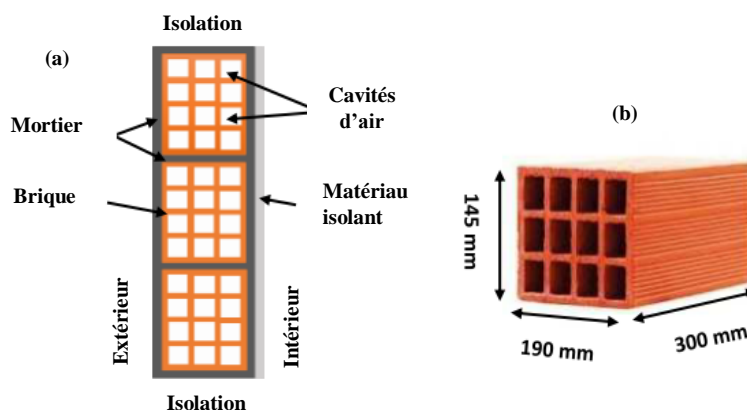 Isolation
(a)
Cavités
d’air
Mortier
Brique
Matériau
isolant
Extérieur
Intérieur
Isolation
(b)
145 mm
190 mm
300 mm